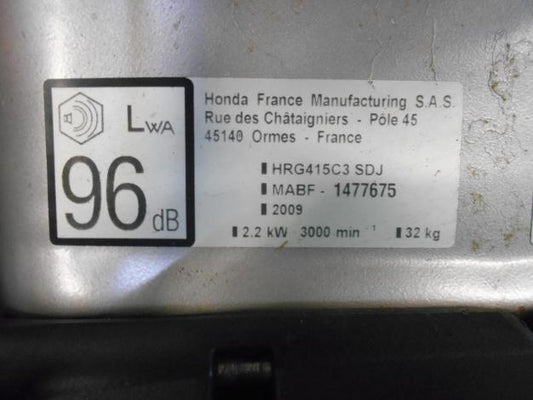 LWA
96 dB
Honda France Manufacturing S.A.S.
Rue des Châtaigniers - Pôle 45
45140 Ormes - France
HRG415C3 SDJ
MABF - 1477675
2009
2.2 kW 3000 min -1 32 kg